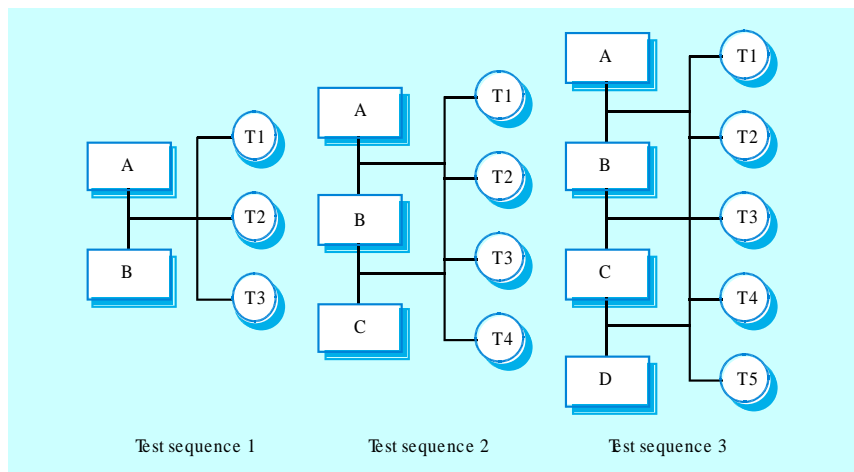 A
B
T1
T2
T3
Test sequence 1
A
B
C
T1
T2
T3
T4
Test sequence 2
A
B
C
D
T1
T2
T3
T4
T5
Test sequence 3